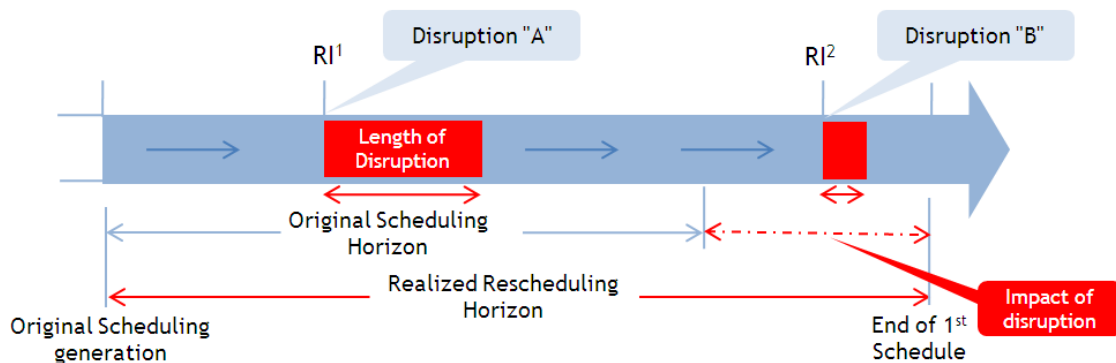 Disruption "A"
Disruption "B"
RI¹
RI²
Length of
Disruption
Original Scheduling
Horizon
Realized Rescheduling
Horizon
Impact of
disruption
Original Scheduling
generation
End of 1ˢᵗ
Schedule